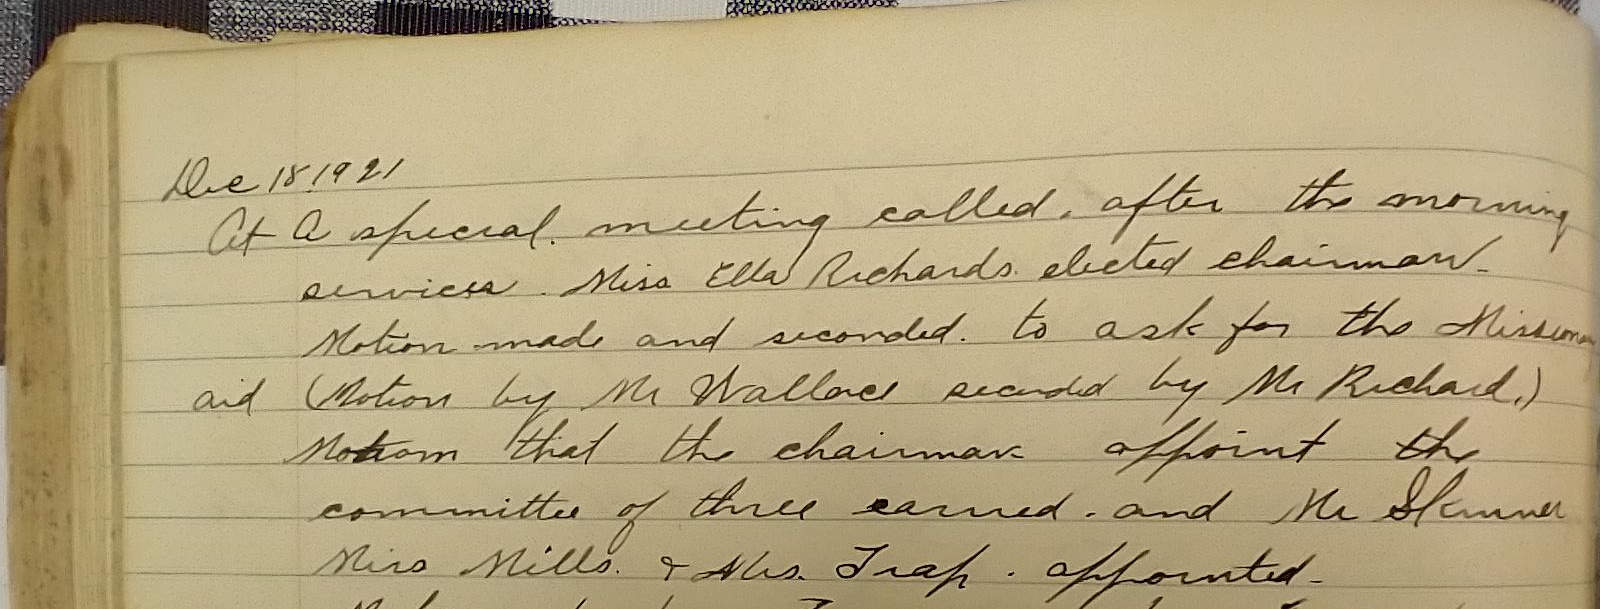 Dec 18, 1921
At A special. meeting called. after the morning
services. Miss Ella Richards. elected chairman.
Motion made and seconded. to ask for the Missionary
aid (Motion by Mr Wallace seconded by Mr Richard.)
Motiom that the chairman appoint the
committee of three carried. and Mr Skinner
Miss Mills. & Mrs. Trap. appointed.